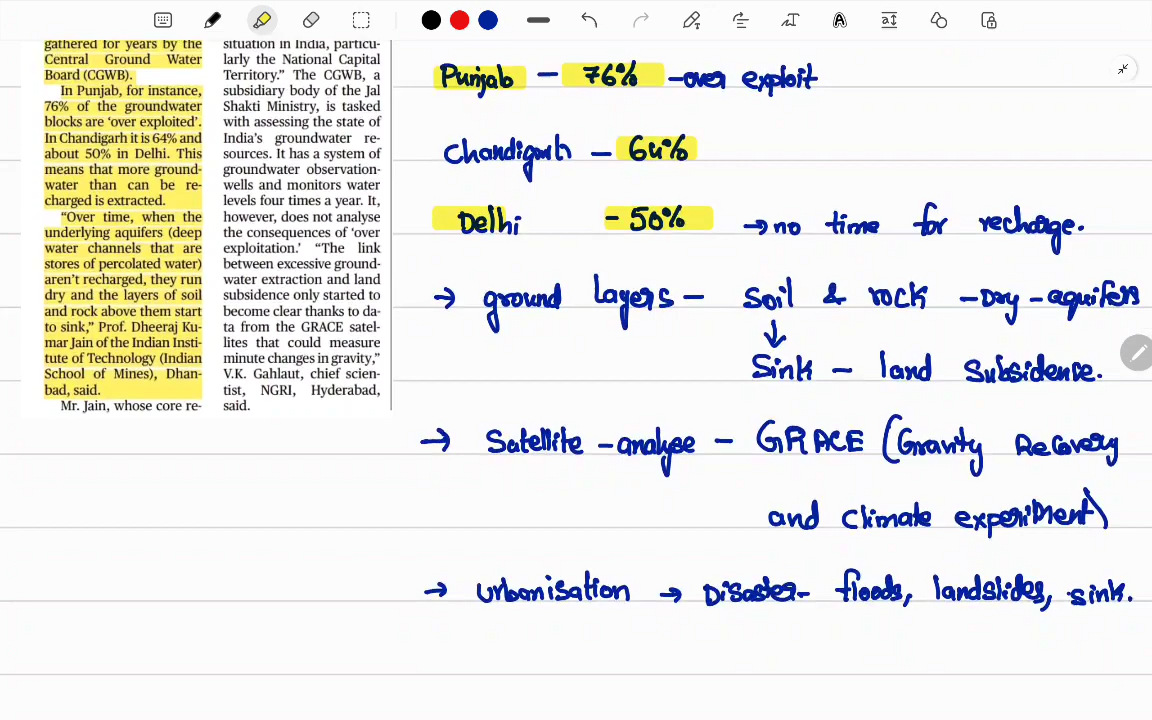 gathered for years by the
Central Ground Water
Board (CGWB).
In Punjab, for instance,
76% of the groundwater
blocks are 'over exploited'.
In Chandigarh it is 64% and
about 50% in Delhi. This
means that more ground-
water than can be re-
charged is extracted.
"Over time, when the
underlying aquifers (deep
water channels that are
stores of percolated water)
aren't recharged, they run
dry and the layers of soil
and rock above them start
to sink," Prof. Dheeraj Ku-
mar Jain of the Indian Insti-
tute of Technology (Indian
School of Mines), Dhan-
bad, said.
Mr. Jain, whose core re-
situation in India, particu-
larly the National Capital
Territory." The CGWB, a
subsidiary body of the Jal
Shakti Ministry, is tasked
with assessing the state of
India's groundwater re-
sources. It has a system of
groundwater observation-
wells and monitors water
levels four times a year. It,
however, does not analyse
the consequences of 'over
exploitation.' "The link
between excessive ground-
water extraction and land
subsidence only started to
become clear thanks to da-
ta from the GRACE satel-
lites that could measure
minute changes in gravity,"
V.K. Gahlaut, chief scien-
tist, NGRI, Hyderabad,
said.
Punjab - 76% - over exploit
Chandigarh - 64%
Delhi - 50% → no time for recharge.
→ ground layers - Soil & rock - Dry - aquifers
↓
Sink - land Subsidence.
→ Satellite - analyse - GRACE (Gravity Recovery
and climate experiment)
→ urbanisation → Disaster - floods, landslides, sink.